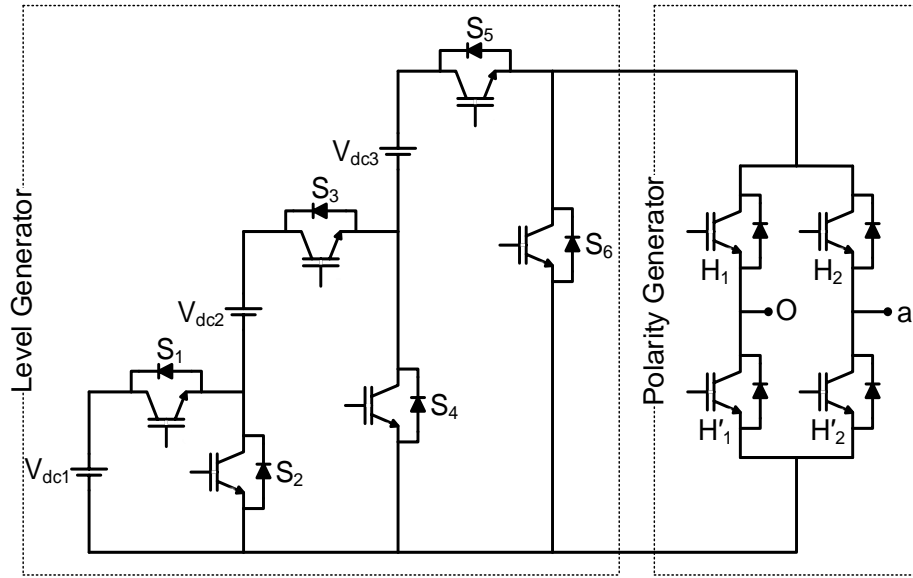 S5
Vdc3
S3
S6
Vdc2
S1
S4
Vdc1
S2
Level Generator
Polarity Generator
H1
H2
O
a
H′1
H′2